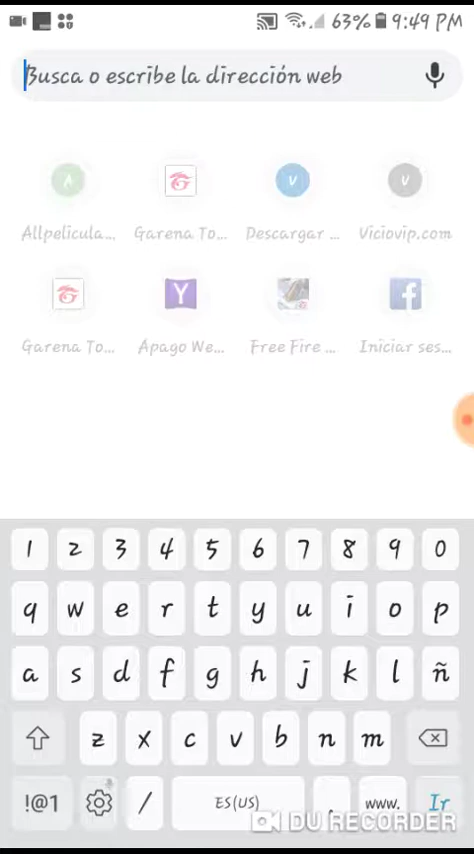 63% 9:49 PM
Busca o escribe la dirección web
A V V
Allpelicula... Garena To... Descargar ... Viciovip.com
Y f
Garena To... Apago We... Free Fire ... Iniciar ses...
1 2 3 4 5 6 7 8 9 0
q w e r t y u i o p
a s d f g h j k l ñ
z x c v b n m
!@1 / ES(US) . www. Ir
DU RECORDER